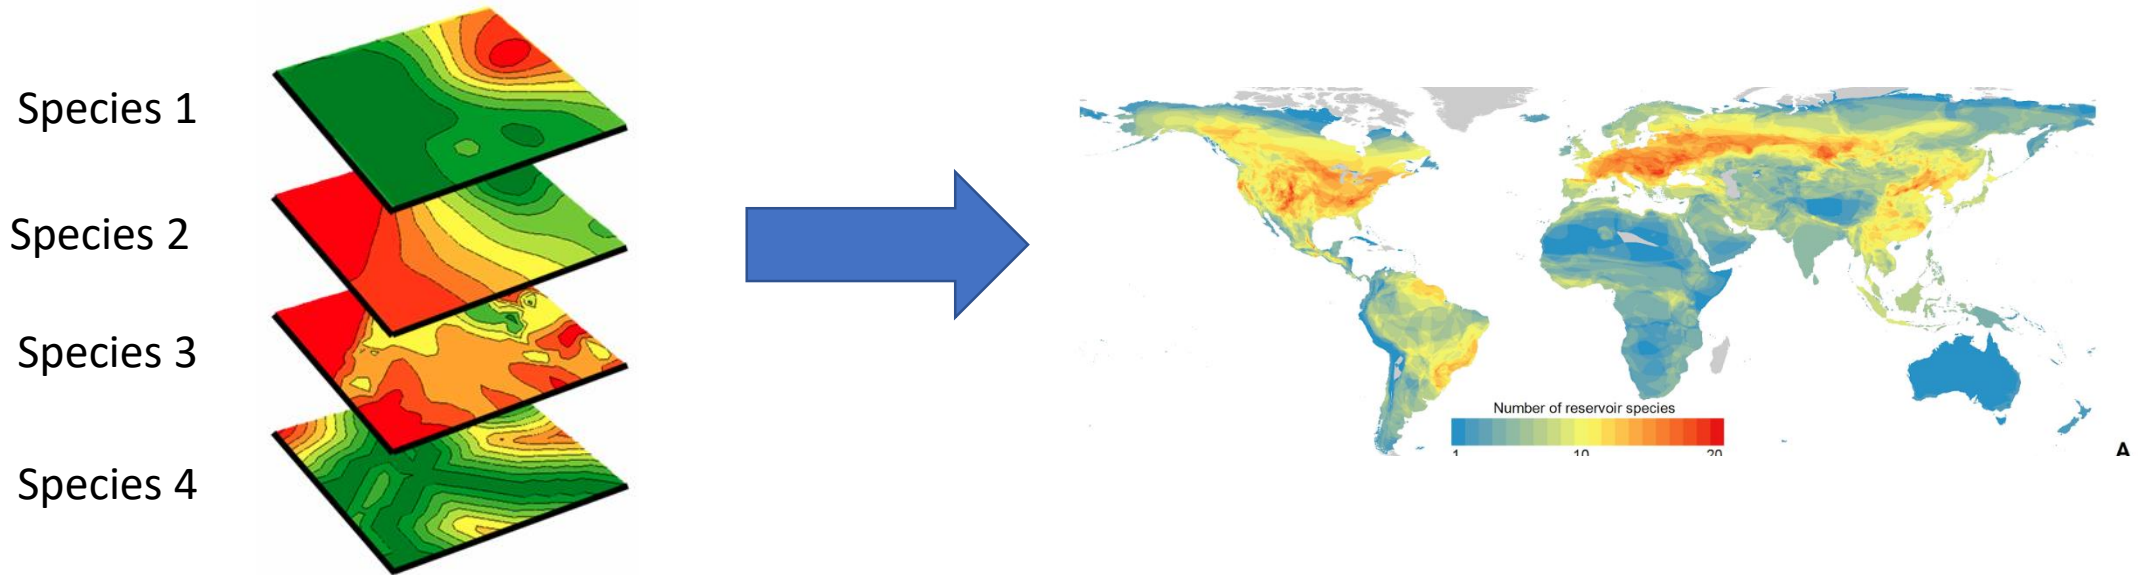 Species 1
Species 2
Species 3
Species 4
Number of reservoir species
1 10 20
A